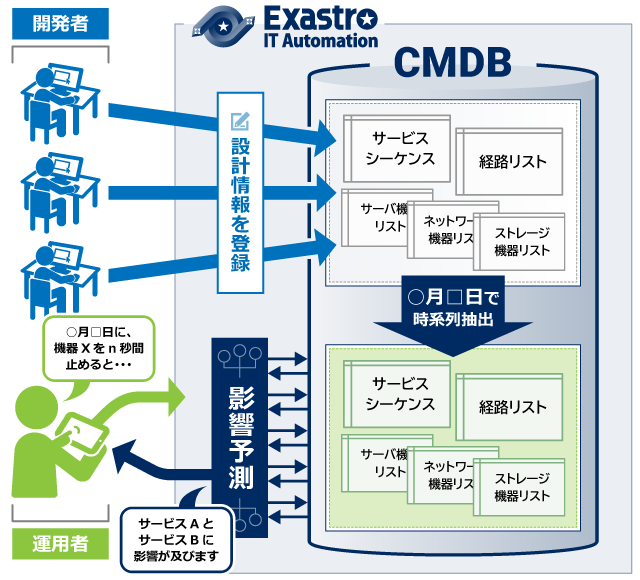 開発者
Exastro
IT Automation
CMDB
設計情報を登録
サービス
シーケンス
経路リスト
サーバ機
リスト
ネットワー
機器リス
ストレージ
機器リスト
○月□日で
時系列抽出
○月□日に、
機器Xをn秒間
止めると・・・
影響予測
サービス
シーケンス
経路リスト
サーバ機
リスト
ネットワー
機器リス
ストレージ
機器リスト
サービスAと
サービスBに
影響が及びます
運用者